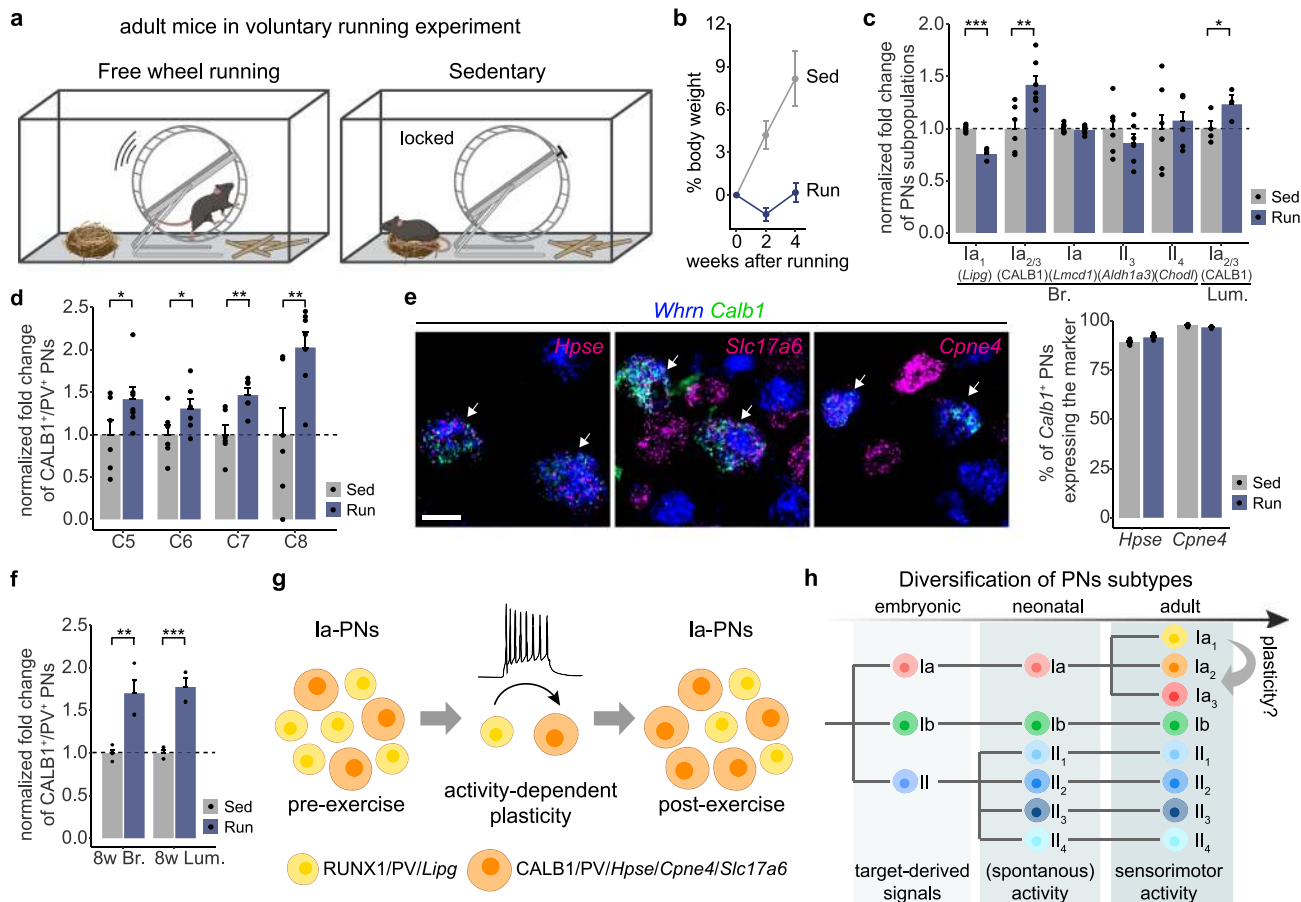 a
adult mice in voluntary running experiment
Free wheel running
Sedentary
locked
b
% body weight
12
9
6
3
0
Sed
Run
0 2 4
weeks after running
c
normalized fold change
of PNs subpopulations
2.0
1.5
1.0
0.5
0
*** ** *
Sed
Run
Ia1 Ia2/3 Ia II3 II4 Ia2/3
(Lipg) (CALB1) (Lmcd1) (Aldh1a3) (Chodl) (CALB1)
Br. Lum.
d
normalized fold change
of CALB1+/PV+ PNs
2.5
2.0
1.5
1.0
0.5
0.0
* * ** **
Sed
Run
C5 C6 C7 C8
e
Whrn Calb1
Hpse
Slc17a6
Cpne4
% of Calb1+ PNs
expressing the marker
100
75
50
25
0
Sed
Run
Hpse Cpne4
f
normalized fold change
of CALB1+/PV+ PNs
2.5
2.0
1.5
1.0
0.5
0.0
** ***
Sed
Run
8w Br. 8w Lum.
g
Ia-PNs
Ia-PNs
pre-exercise
activity-dependent
plasticity
post-exercise
RUNX1/PV/Lipg
CALB1/PV/Hpse/Cpne4/Slc17a6
h
Diversification of PNs subtypes
embryonic neonatal adult
plasticity?
Ia Ia Ia1
Ia2
Ia3
Ib Ib Ib
II II1 II1
II2 II2
II3 II3
II4 II4
target-derived
signals
(spontanous)
activity
sensorimotor
activity